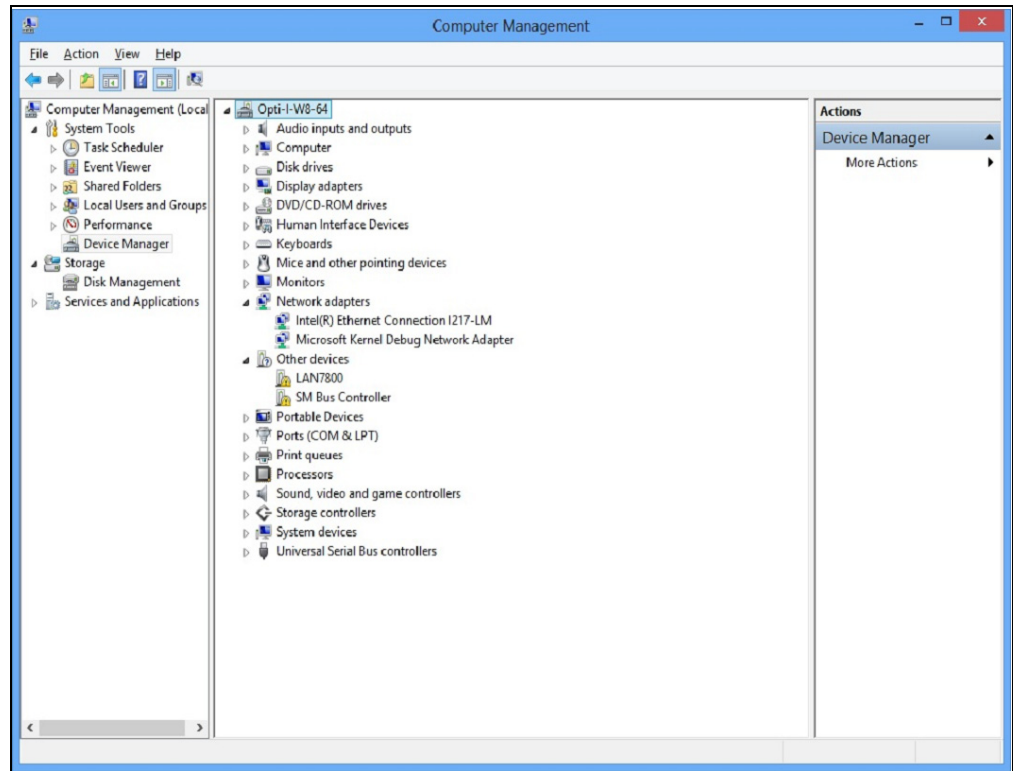 Computer Management
File Action View Help
Computer Management (Local
System Tools
Task Scheduler
Event Viewer
Shared Folders
Local Users and Groups
Performance
Device Manager
Storage
Disk Management
Services and Applications
Opti-I-W8-64
Audio inputs and outputs
Computer
Disk drives
Display adapters
DVD/CD-ROM drives
Human Interface Devices
Keyboards
Mice and other pointing devices
Monitors
Network adapters
Intel(R) Ethernet Connection I217-LM
Microsoft Kernel Debug Network Adapter
Other devices
LAN7800
SM Bus Controller
Portable Devices
Ports (COM & LPT)
Print queues
Processors
Sound, video and game controllers
Storage controllers
System devices
Universal Serial Bus controllers
Actions
Device Manager
More Actions